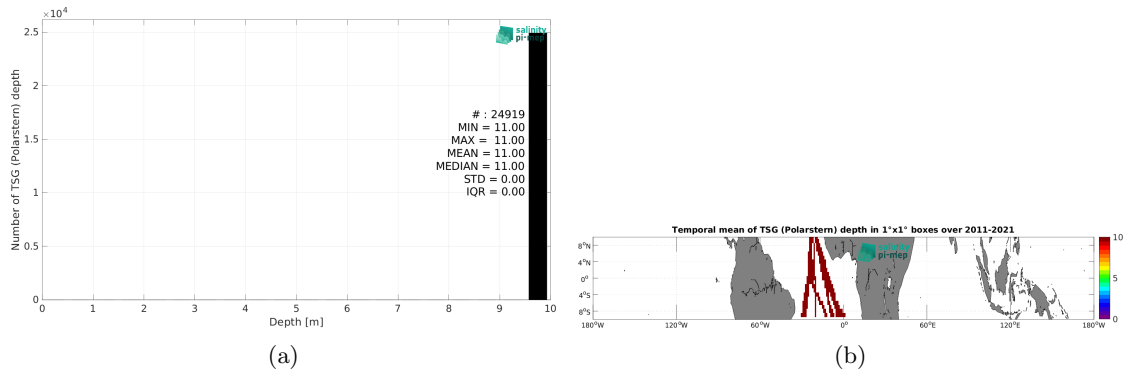 ×10⁴
2.5
2
1.5
1
0.5
0
Number of TSG (Polarstern) depth
salinity
pi-mep
# : 24919
MIN = 11.00
MAX = 11.00
MEAN = 11.00
MEDIAN = 11.00
STD = 0.00
IQR = 0.00
0 1 2 3 4 5 6 7 8 9 10
Depth [m]
(a)
Temporal mean of TSG (Polarstern) depth in 1°x1° boxes over 2011-2021
8°N
4°N
0°
4°S
8°S
salinity
pi-mep
180°W 120°W 60°W 0° 60°E 120°E 180°W
10
8
6
4
2
0
(b)